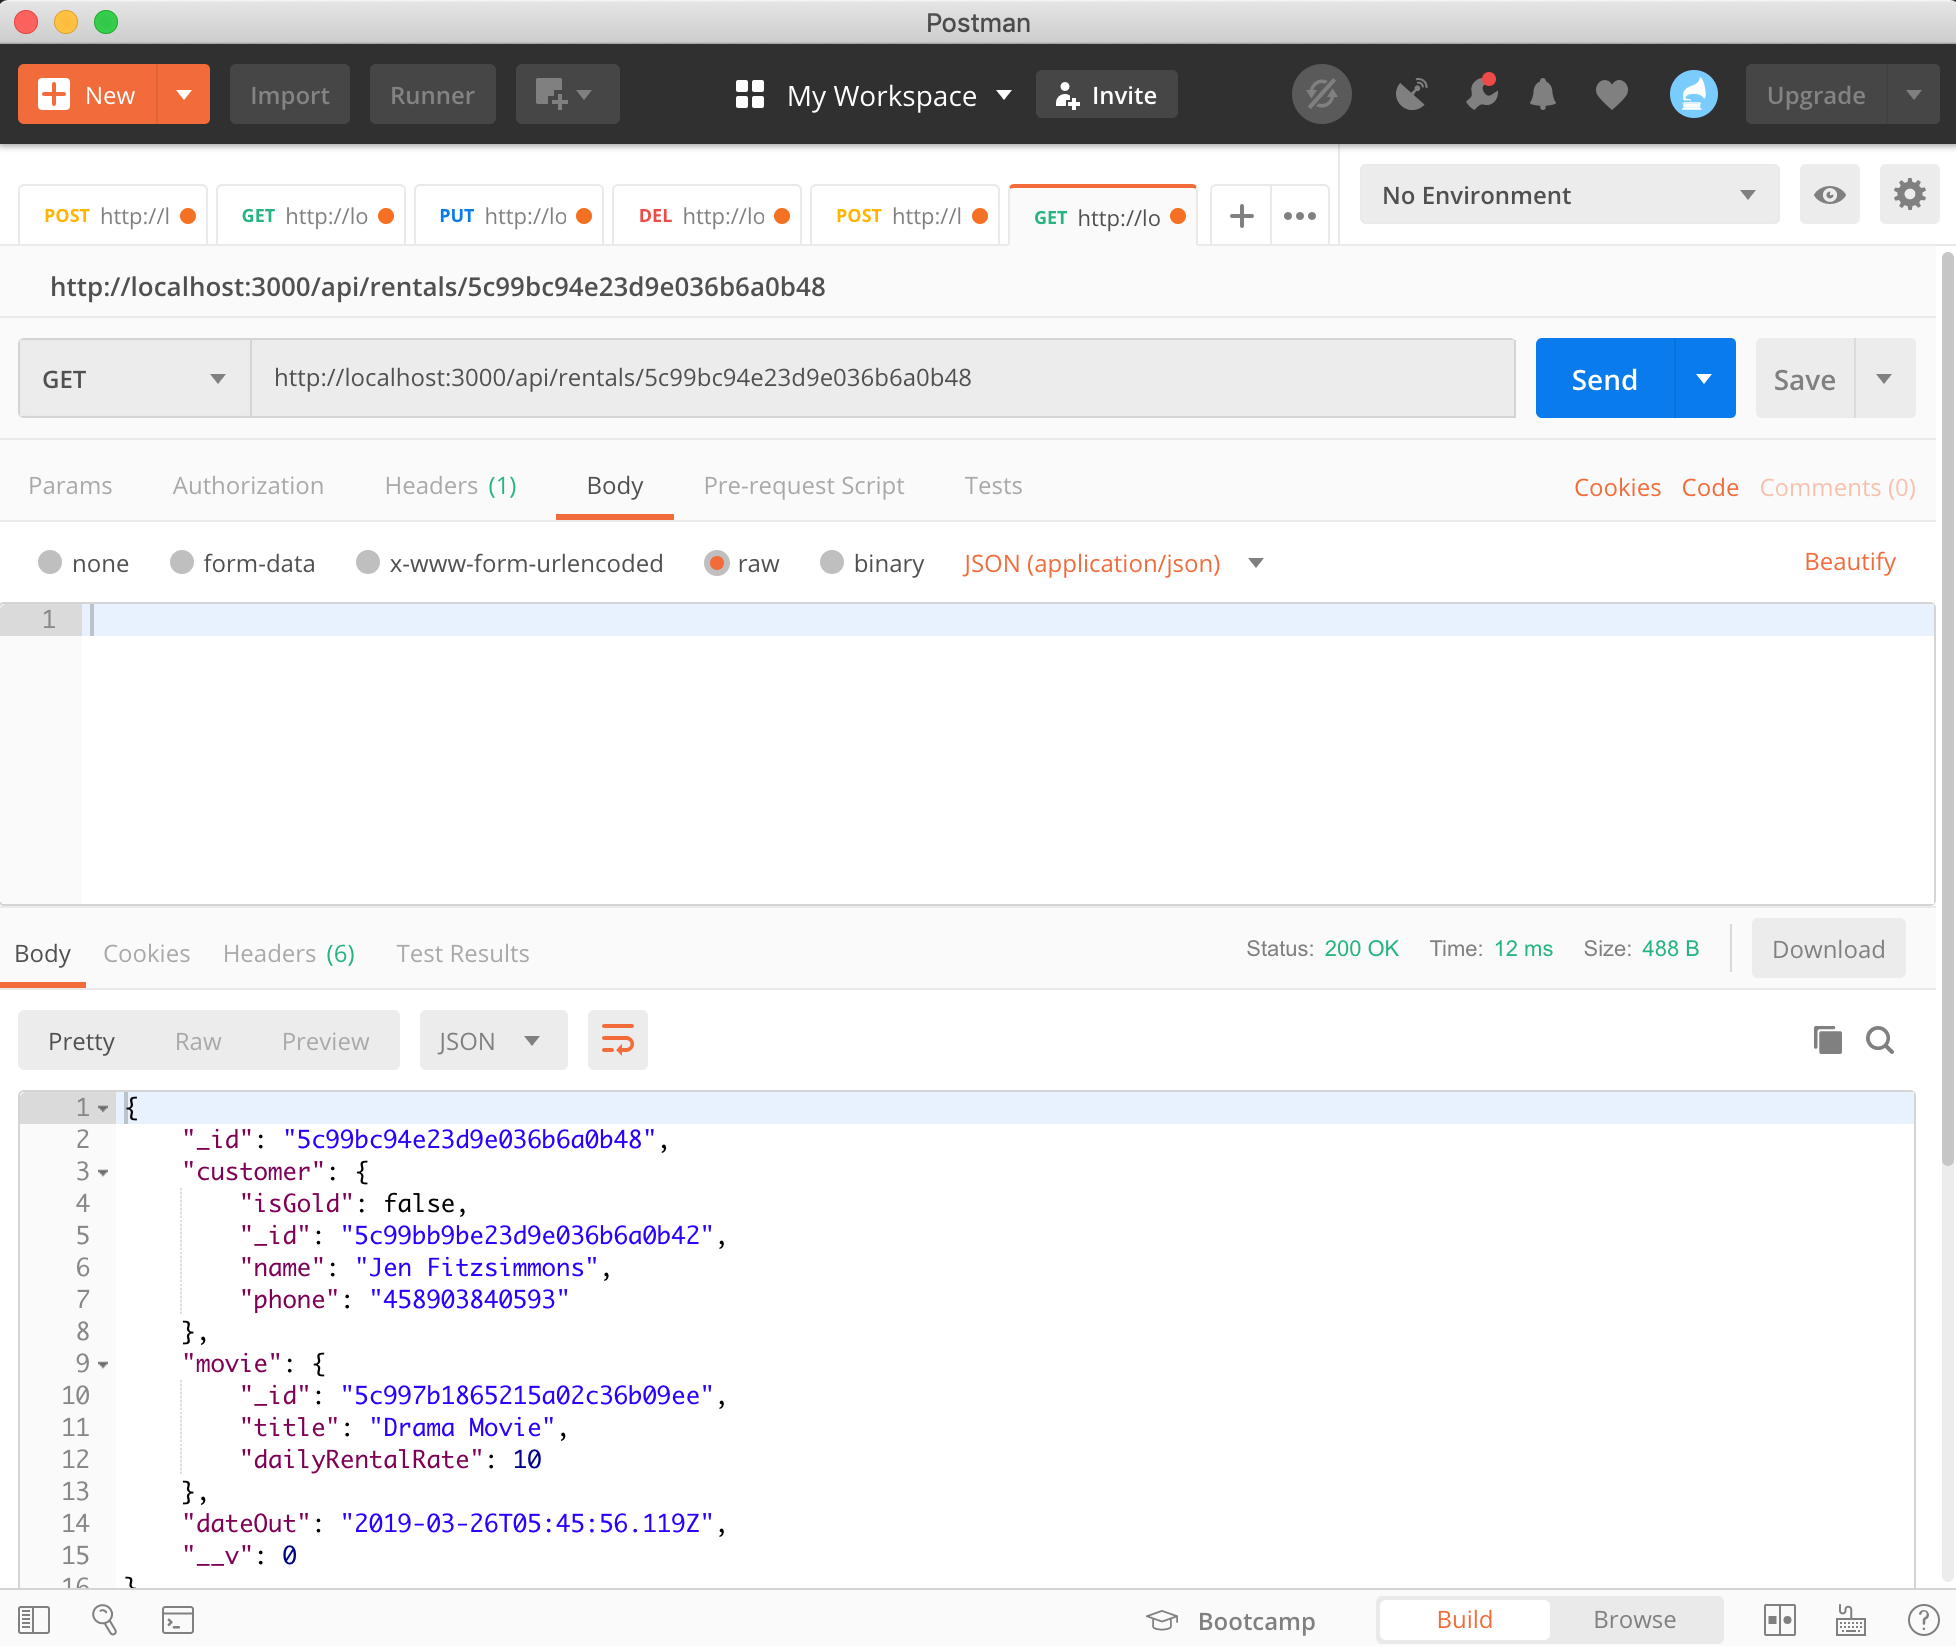 Postman
New Import Runner My Workspace Invite Upgrade
POST http://l GET http://lo PUT http://lo DEL http://lo POST http://l GET http://lo + ••• No Environment
http://localhost:3000/api/rentals/5c99bc94e23d9e036b6a0b48
GET http://localhost:3000/api/rentals/5c99bc94e23d9e036b6a0b48 Send Save
Params Authorization Headers (1) Body Pre-request Script Tests Cookies Code Comments (0)
none form-data x-www-form-urlencoded raw binary JSON (application/json) Beautify
1
Body Cookies Headers (6) Test Results Status: 200 OK Time: 12 ms Size: 488 B Download
Pretty Raw Preview JSON
1 {
2 "_id": "5c99bc94e23d9e036b6a0b48",
3 "customer": {
4 "isGold": false,
5 "_id": "5c99bb9be23d9e036b6a0b42",
6 "name": "Jen Fitzsimmons",
7 "phone": "458903840593"
8 },
9 "movie": {
10 "_id": "5c997b1865215a02c36b09ee",
11 "title": "Drama Movie",
12 "dailyRentalRate": 10
13 },
14 "dateOut": "2019-03-26T05:45:56.119Z",
15 "__v": 0
16 }
Bootcamp Build Browse ?